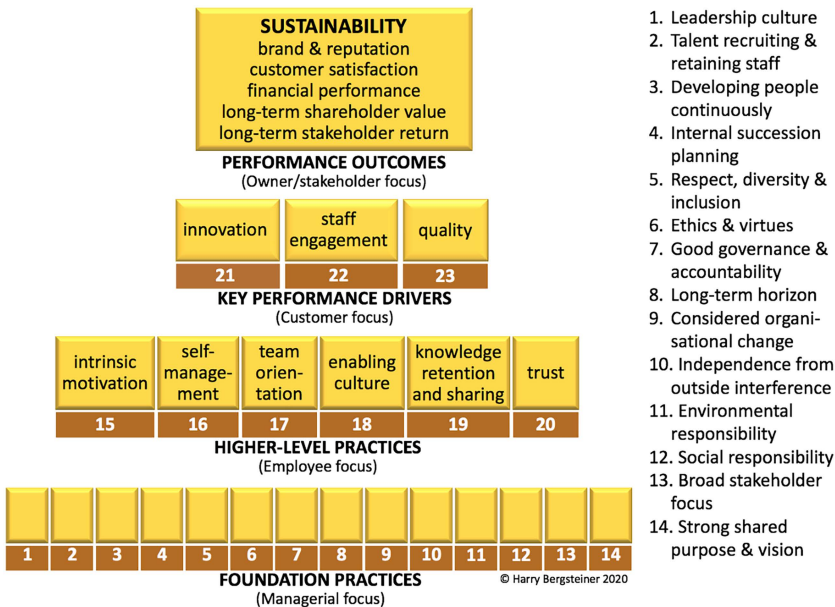 SUSTAINABILITY
brand & reputation
customer satisfaction
financial performance
long-term shareholder value
long-term stakeholder return
PERFORMANCE OUTCOMES
(Owner/stakeholder focus)
innovation
staff
engagement
quality
21 22 23
KEY PERFORMANCE DRIVERS
(Customer focus)
intrinsic
motivation
self-
manage-
ment
team
orien-
tation
enabling
culture
knowledge
retention
and sharing
trust
15 16 17 18 19 20
HIGHER-LEVEL PRACTICES
(Employee focus)
1 2 3 4 5 6 7 8 9 10 11 12 13 14
FOUNDATION PRACTICES
(Managerial focus)
© Harry Bergsteiner 2020
1. Leadership culture
2. Talent recruiting &
retaining staff
3. Developing people
continuously
4. Internal succession
planning
5. Respect, diversity &
inclusion
6. Ethics & virtues
7. Good governance &
accountability
8. Long-term horizon
9. Considered organi-
sational change
10. Independence from
outside interference
11. Environmental
responsibility
12. Social responsibility
13. Broad stakeholder
focus
14. Strong shared
purpose & vision